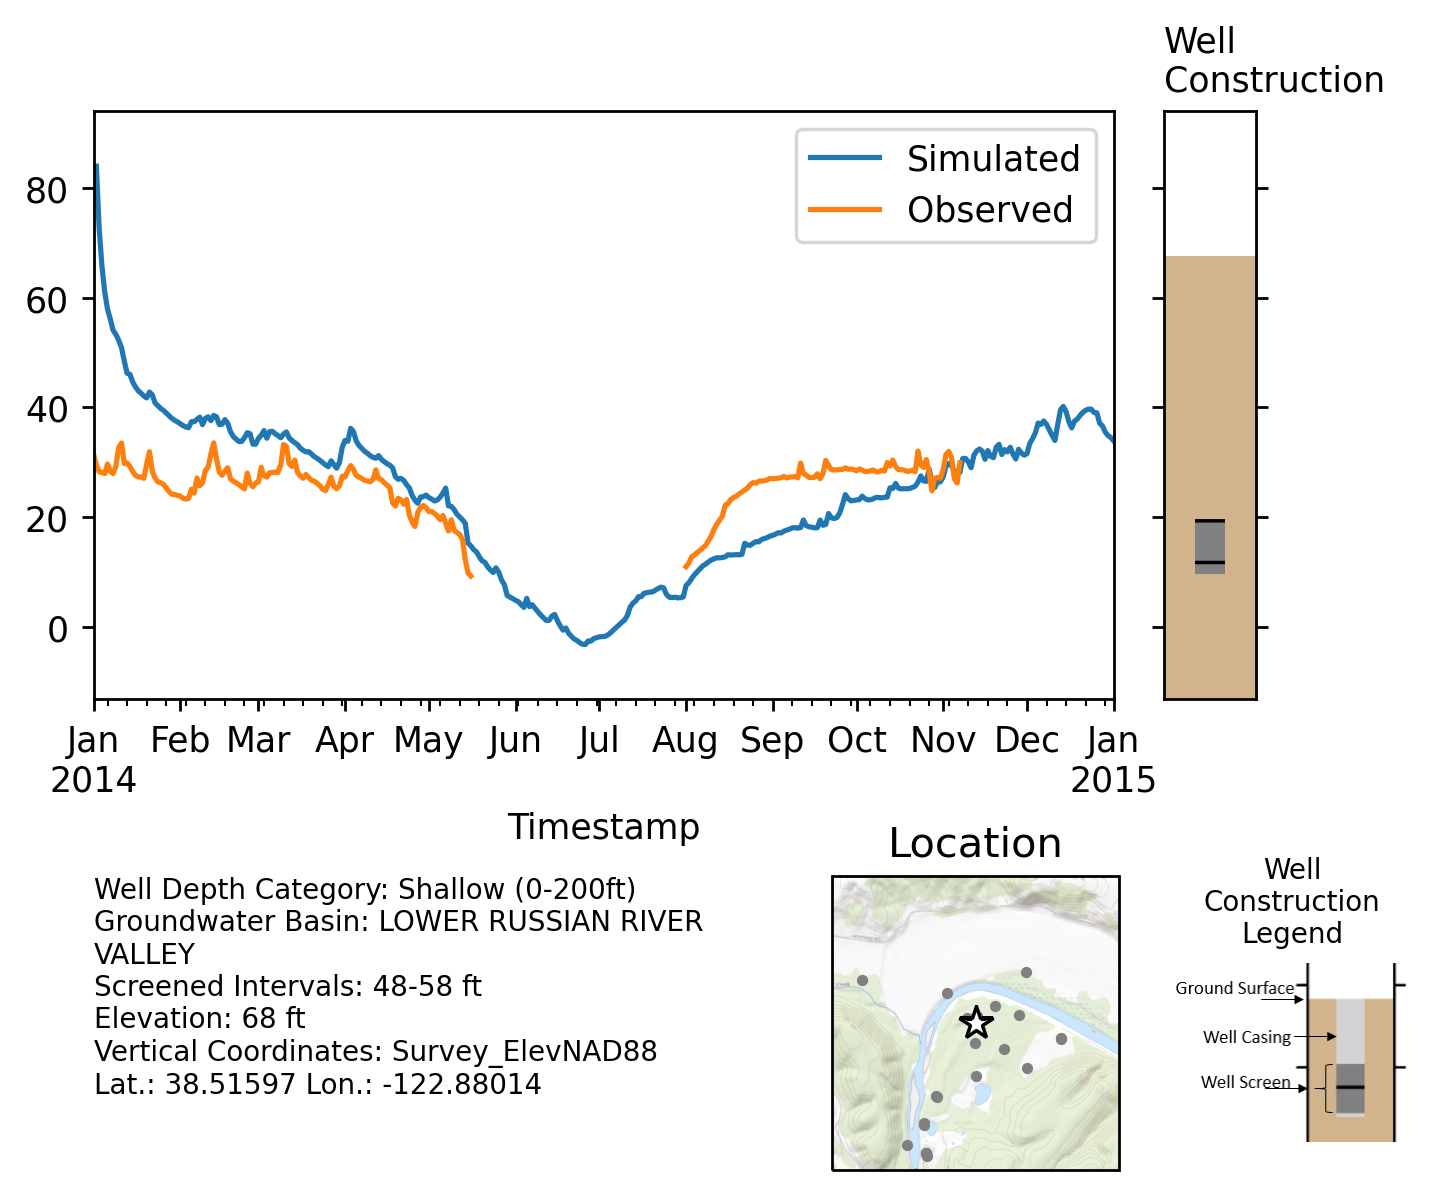 Well
Construction
Simulated
Observed
80
60
40
20
0
Jan
2014
Feb
Mar
Apr
May
Jun
Jul
Aug
Sep
Oct
Nov
Dec
Jan
2015
Timestamp
Well Depth Category: Shallow (0-200ft)
Groundwater Basin: LOWER RUSSIAN RIVER
VALLEY
Screened Intervals: 48-58 ft
Elevation: 68 ft
Vertical Coordinates: Survey_ElevNAD88
Lat.: 38.51597 Lon.: -122.88014
Location
Well
Construction
Legend
Ground Surface
Well Casing
Well Screen